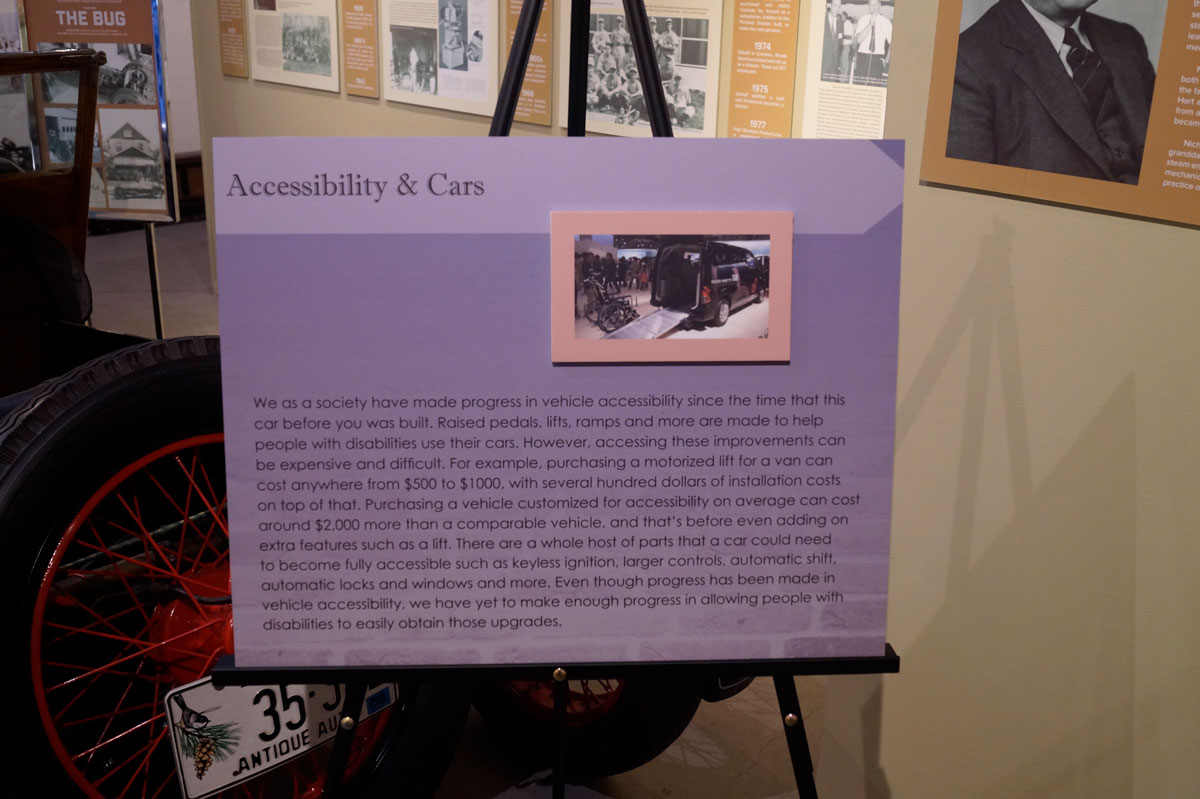 THE BUG
1974
1975
1977
Accessibility & Cars
We as a society have made progress in vehicle accessibility since the time that this
car before you was built. Raised pedals, lifts, ramps and more are made to help
people with disabilities use their cars. However, accessing these improvements can
be expensive and difficult. For example, purchasing a motorized lift for a van can
cost anywhere from $500 to $1000, with several hundred dollars of installation costs
on top of that. Purchasing a vehicle customized for accessibility on average can cost
around $2,000 more than a comparable vehicle, and that's before even adding on
extra features such as a lift. There are a whole host of parts that a car could need
to become fully accessible such as keyless ignition, larger controls, automatic shift,
automatic locks and windows and more. Even though progress has been made in
vehicle accessibility, we have yet to make enough progress in allowing people with
disabilities to easily obtain those upgrades.
35-
ANTIQUE AU